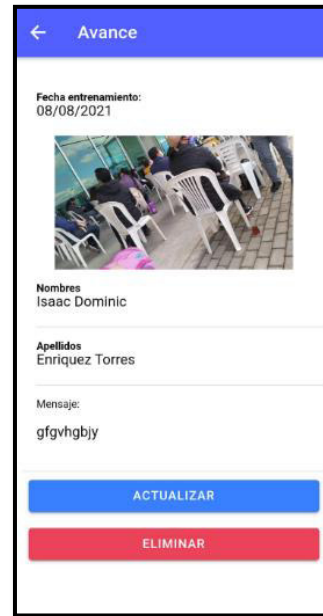 Avance
Fecha entrenamiento:
08/08/2021
Nombres
Isaac Dominic
Apellidos
Enriquez Torres
Mensaje:
gfgvhgbjy
ACTUALIZAR
ELIMINAR